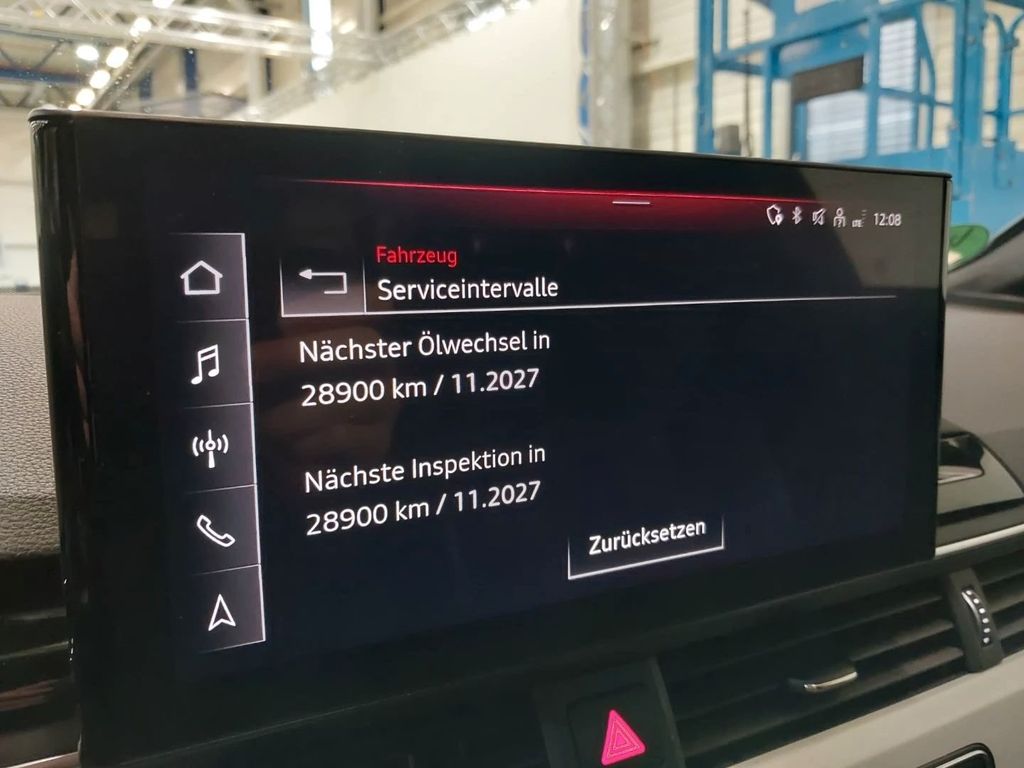 LTE 12:08
Fahrzeug
Serviceintervalle
Nächster Ölwechsel in
28900 km / 11.2027
Nächste Inspektion in
28900 km / 11.2027
Zurücksetzen